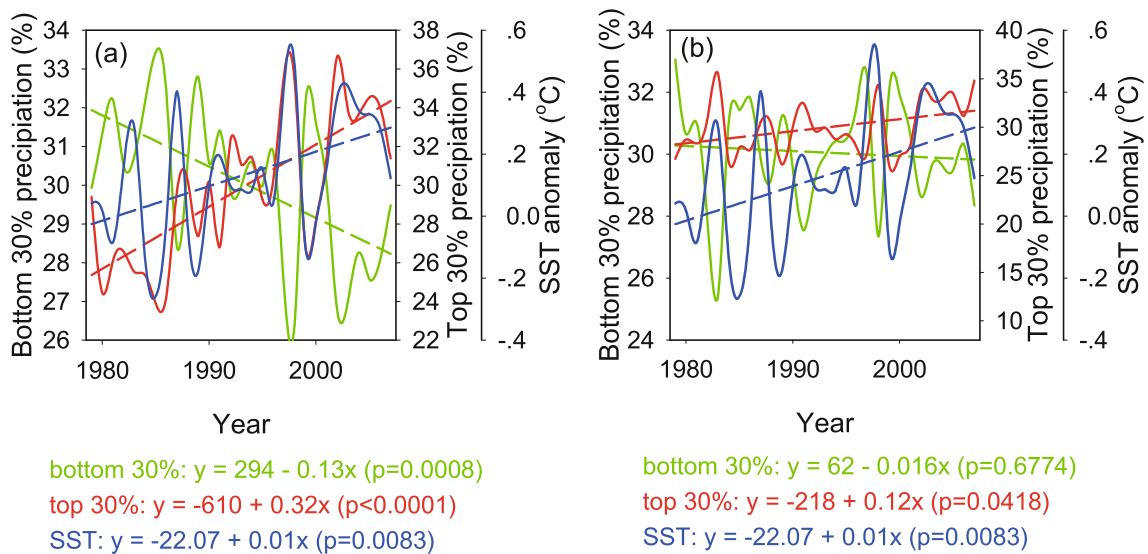 (a)
Bottom 30% precipitation (%)
34
33
32
31
30
29
28
27
26
38
36
34
32
30
28
26
24
22
Top 30% precipitation (%)
.6
.4
.2
0.0
-.2
-.4
SST anomaly (°C)
1980 1990 2000
Year
bottom 30%: y = 294 - 0.13x (p=0.0008)
top 30%: y = -610 + 0.32x (p<0.0001)
SST: y = -22.07 + 0.01x (p=0.0083)
(b)
Bottom 30% precipitation (%)
34
32
30
28
26
24
40
35
30
25
20
15
10
Top 30% precipiation (%)
.6
.4
.2
0.0
-.2
-.4
SST anomaly (°C)
1980 1990 2000
Year
bottom 30%: y = 62 - 0.016x (p=0.6774)
top 30%: y = -218 + 0.12x (p=0.0418)
SST: y = -22.07 + 0.01x (p=0.0083)